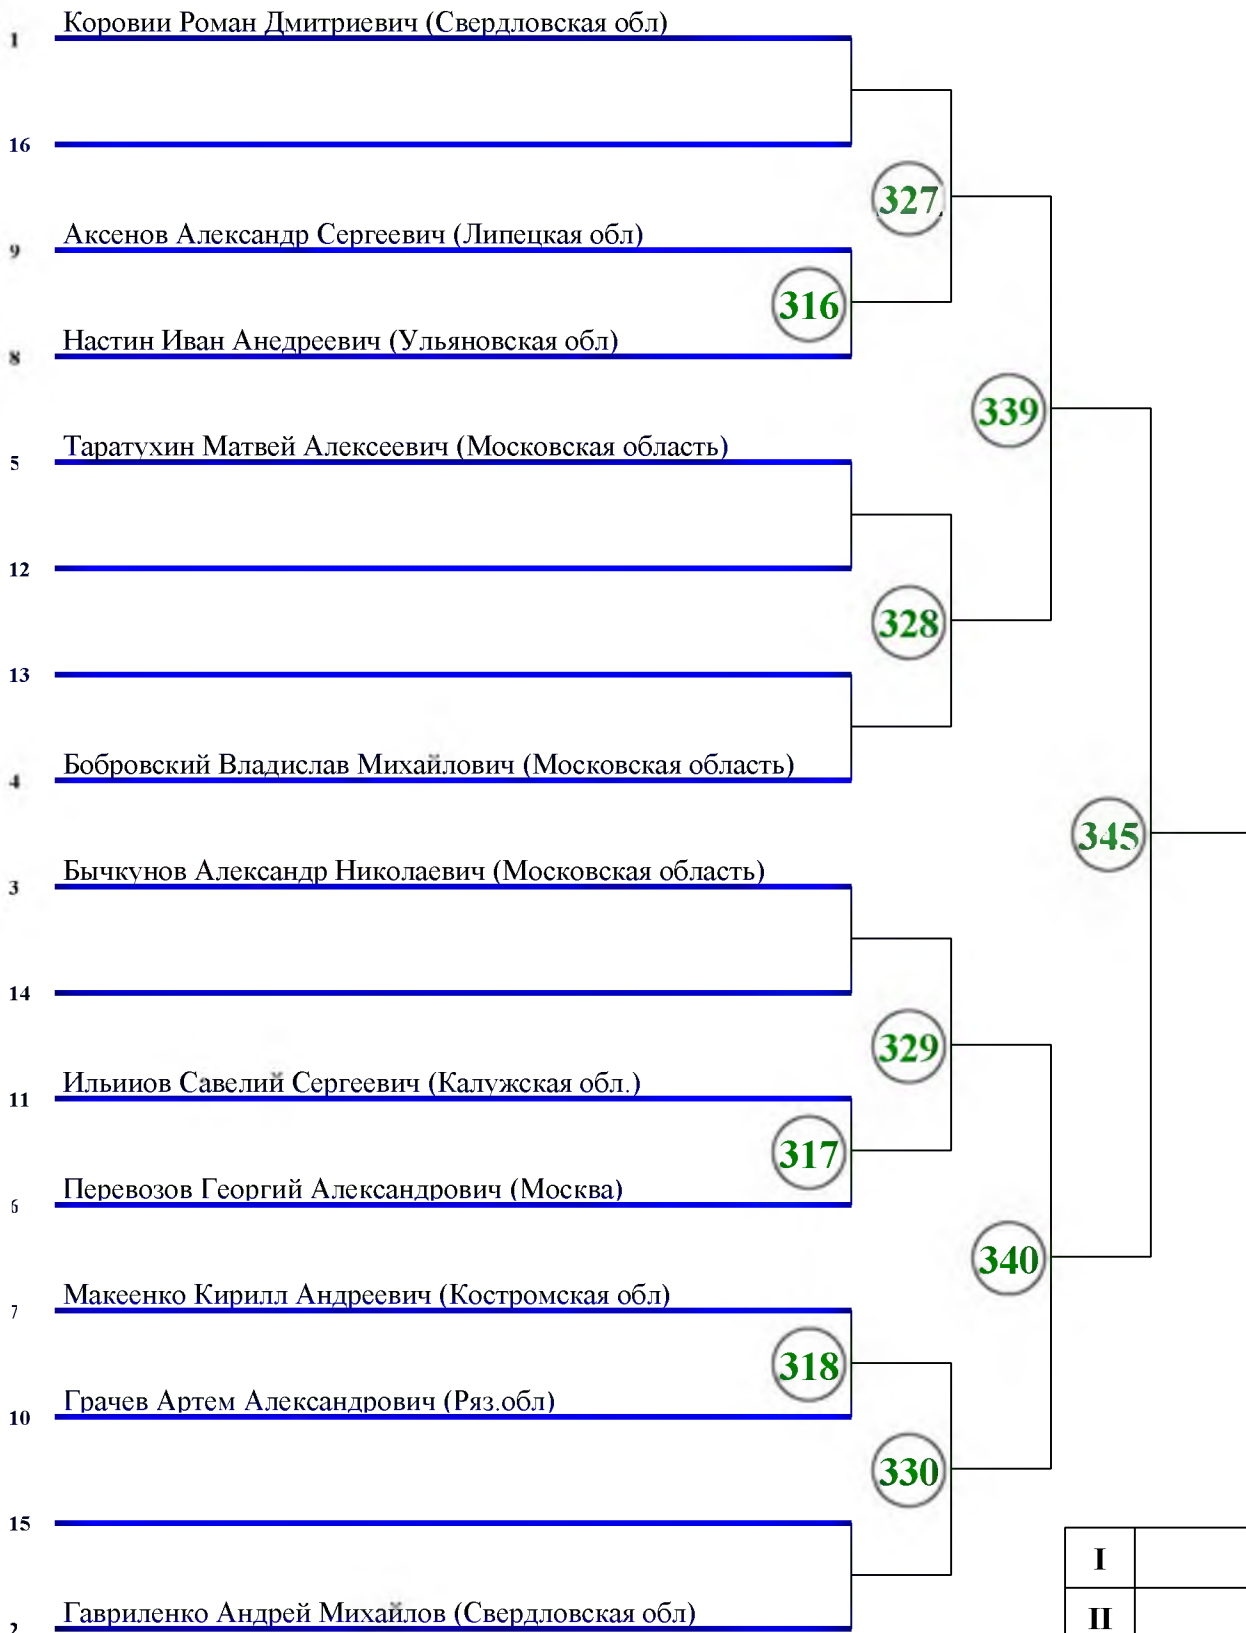 1 Коровии Роман Дмитриевич (Свердловская обл)
16
327
9 Аксенов Александр Сергеевич (Липецкая обл)
316
8 Настин Иван Анедреевич (Ульяновская обл)
339
5 Таратухин Матвей Алексеевич (Московская область)
12
328
13
4 Бобровский Владислав Михайлович (Московская область)
345
3 Бычкунов Александр Николаевич (Московская область)
14
329
11 Ильииов Савелий Сергеевич (Калужская обл.)
317
6 Перевозов Георгий Александрович (Москва)
340
7 Макеенко Кирилл Андреевич (Костромская обл)
318
10 Грачев Артем Александрович (Ряз.обл)
330
15
I
2 Гавриленко Андрей Михайлов (Свердловская обл)
II